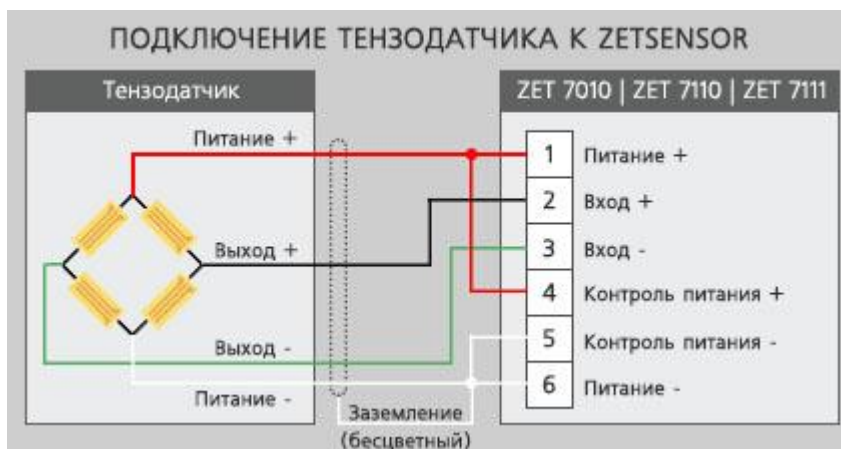 ПОДКЛЮЧЕНИЕ ТЕНЗОДАТЧИКА К ZETSENSOR
Тензодатчик
ZET 7010 | ZET 7110 | ZET 7111
Питание +
1 Питание +
2 Вход +
Выход +
3 Вход -
4 Контроль питания +
Выход -
5 Контроль питания -
Питание -
6 Питание -
Заземление
(бесцветный)